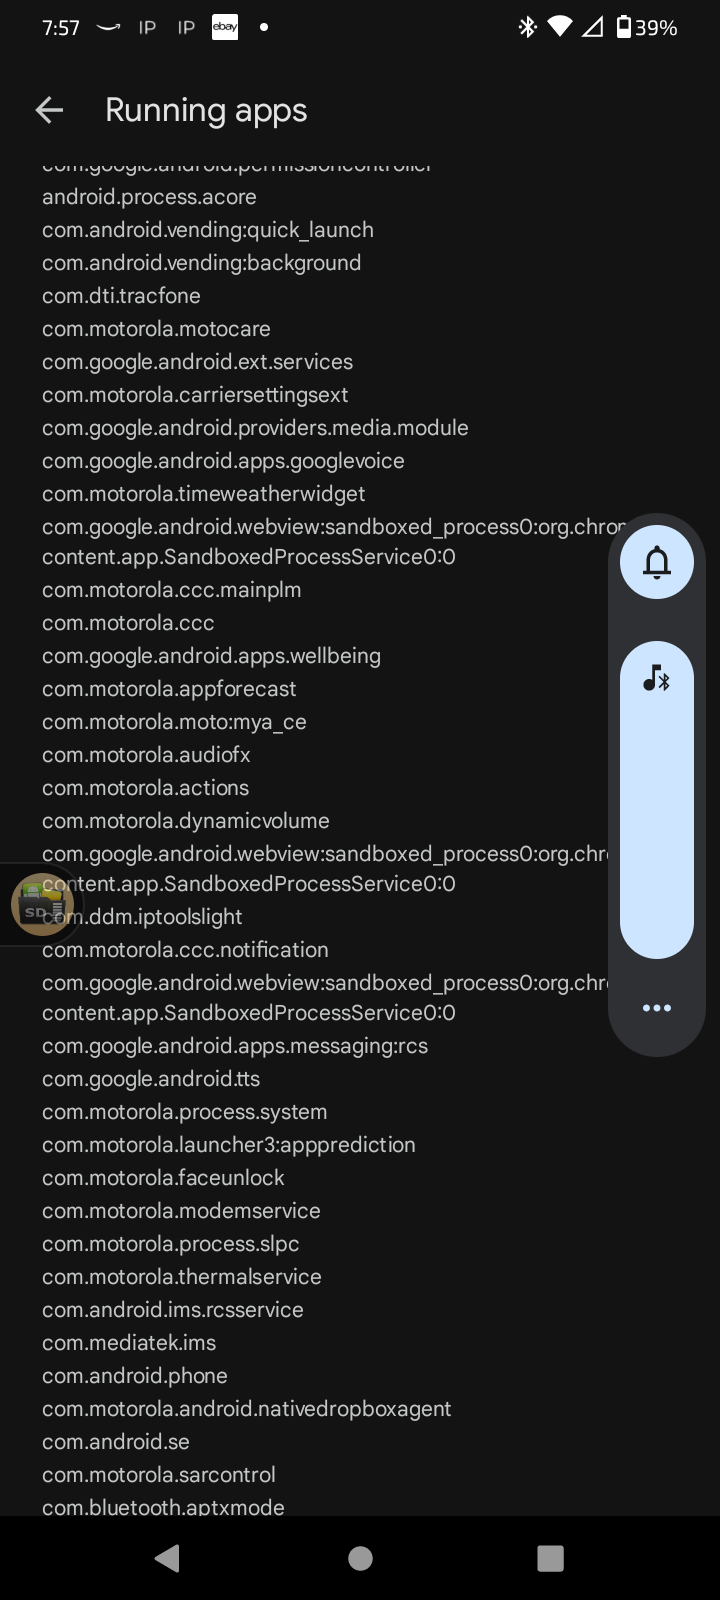 7:57 IP IP ebay 39%
Running apps
com.google.android.permissioncontroller
android.process.acore
com.android.vending:quick_launch
com.android.vending:background
com.dti.tracfone
com.motorola.motocare
com.google.android.ext.services
com.motorola.carriersettingsext
com.google.android.providers.media.module
com.google.android.apps.googlevoice
com.motorola.timeweatherwidget
com.google.android.webview:sandboxed_process0:org.chrom
content.app.SandboxedProcessService0:0
com.motorola.ccc.mainplm
com.motorola.ccc
com.google.android.apps.wellbeing
com.motorola.appforecast
com.motorola.moto:mya_ce
com.motorola.audiofx
com.motorola.actions
com.motorola.dynamicvolume
com.google.android.webview:sandboxed_process0:org.chr
content.app.SandboxedProcessService0:0
SD
com.ddm.iptoolslight
com.motorola.ccc.notification
com.google.android.webview:sandboxed_process0:org.chr
content.app.SandboxedProcessService0:0
com.google.android.apps.messaging:rcs
com.google.android.tts
com.motorola.process.system
com.motorola.launcher3:appprediction
com.motorola.faceunlock
com.motorola.modemservice
com.motorola.process.slpc
com.motorola.thermalservice
com.android.ims.rcsservice
com.mediatek.ims
com.android.phone
com.motorola.android.nativedropboxagent
com.android.se
com.motorola.sarcontrol
com.bluetooth.aptxmode